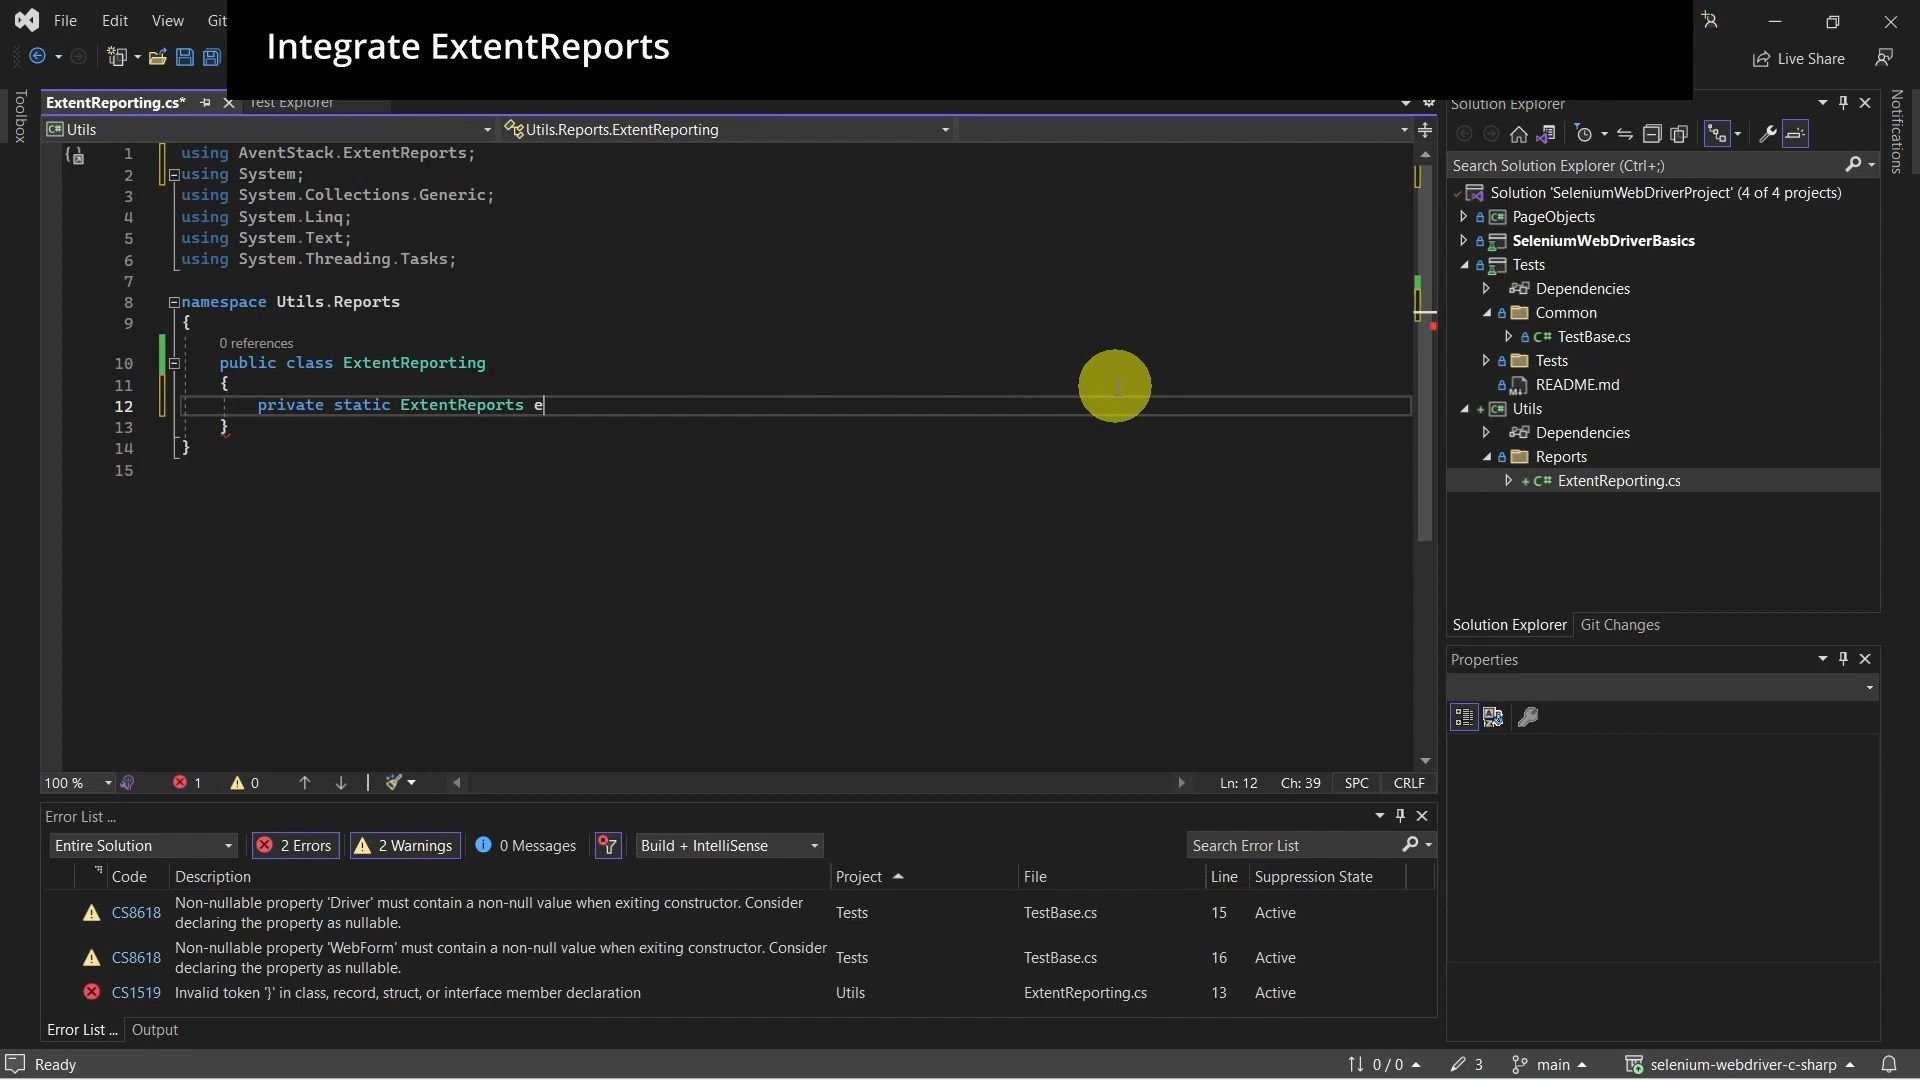 Integrate ExtentReports
File Edit View Git
Live Share
Toolbox
ExtentReporting.cs*
Test Explorer
Utils
Utils.Reports.ExtentReporting
1 using AventStack.ExtentReports;
2 using System;
3 using System.Collections.Generic;
4 using System.Linq;
5 using System.Text;
6 using System.Threading.Tasks;
7
8 namespace Utils.Reports
9 {
0 references
10 public class ExtentReporting
11 {
12 private static ExtentReports e
13 }
14 }
15
100 %
1
0
Ln: 12 Ch: 39 SPC CRLF
Error List ...
Entire Solution
2 Errors
2 Warnings
0 Messages
Build + IntelliSense
Search Error List
Code Description Project File Line Suppression State
CS8618 Non-nullable property 'Driver' must contain a non-null value when exiting constructor. Consider
declaring the property as nullable.
Tests TestBase.cs 15 Active
CS8618 Non-nullable property 'WebForm' must contain a non-null value when exiting constructor. Consider
declaring the property as nullable.
Tests TestBase.cs 16 Active
CS1519 Invalid token '}' in class, record, struct, or interface member declaration Utils ExtentReporting.cs 13 Active
Error List ... Output
Solution Explorer
Search Solution Explorer (Ctrl+;)
Solution 'SeleniumWebDriverProject' (4 of 4 projects)
PageObjects
SeleniumWebDriverBasics
Tests
Dependencies
Common
TestBase.cs
Tests
README.md
Utils
Dependencies
Reports
ExtentReporting.cs
Solution Explorer Git Changes
Properties
Notifications
Ready
0 / 0
3
main
selenium-webdriver-c-sharp